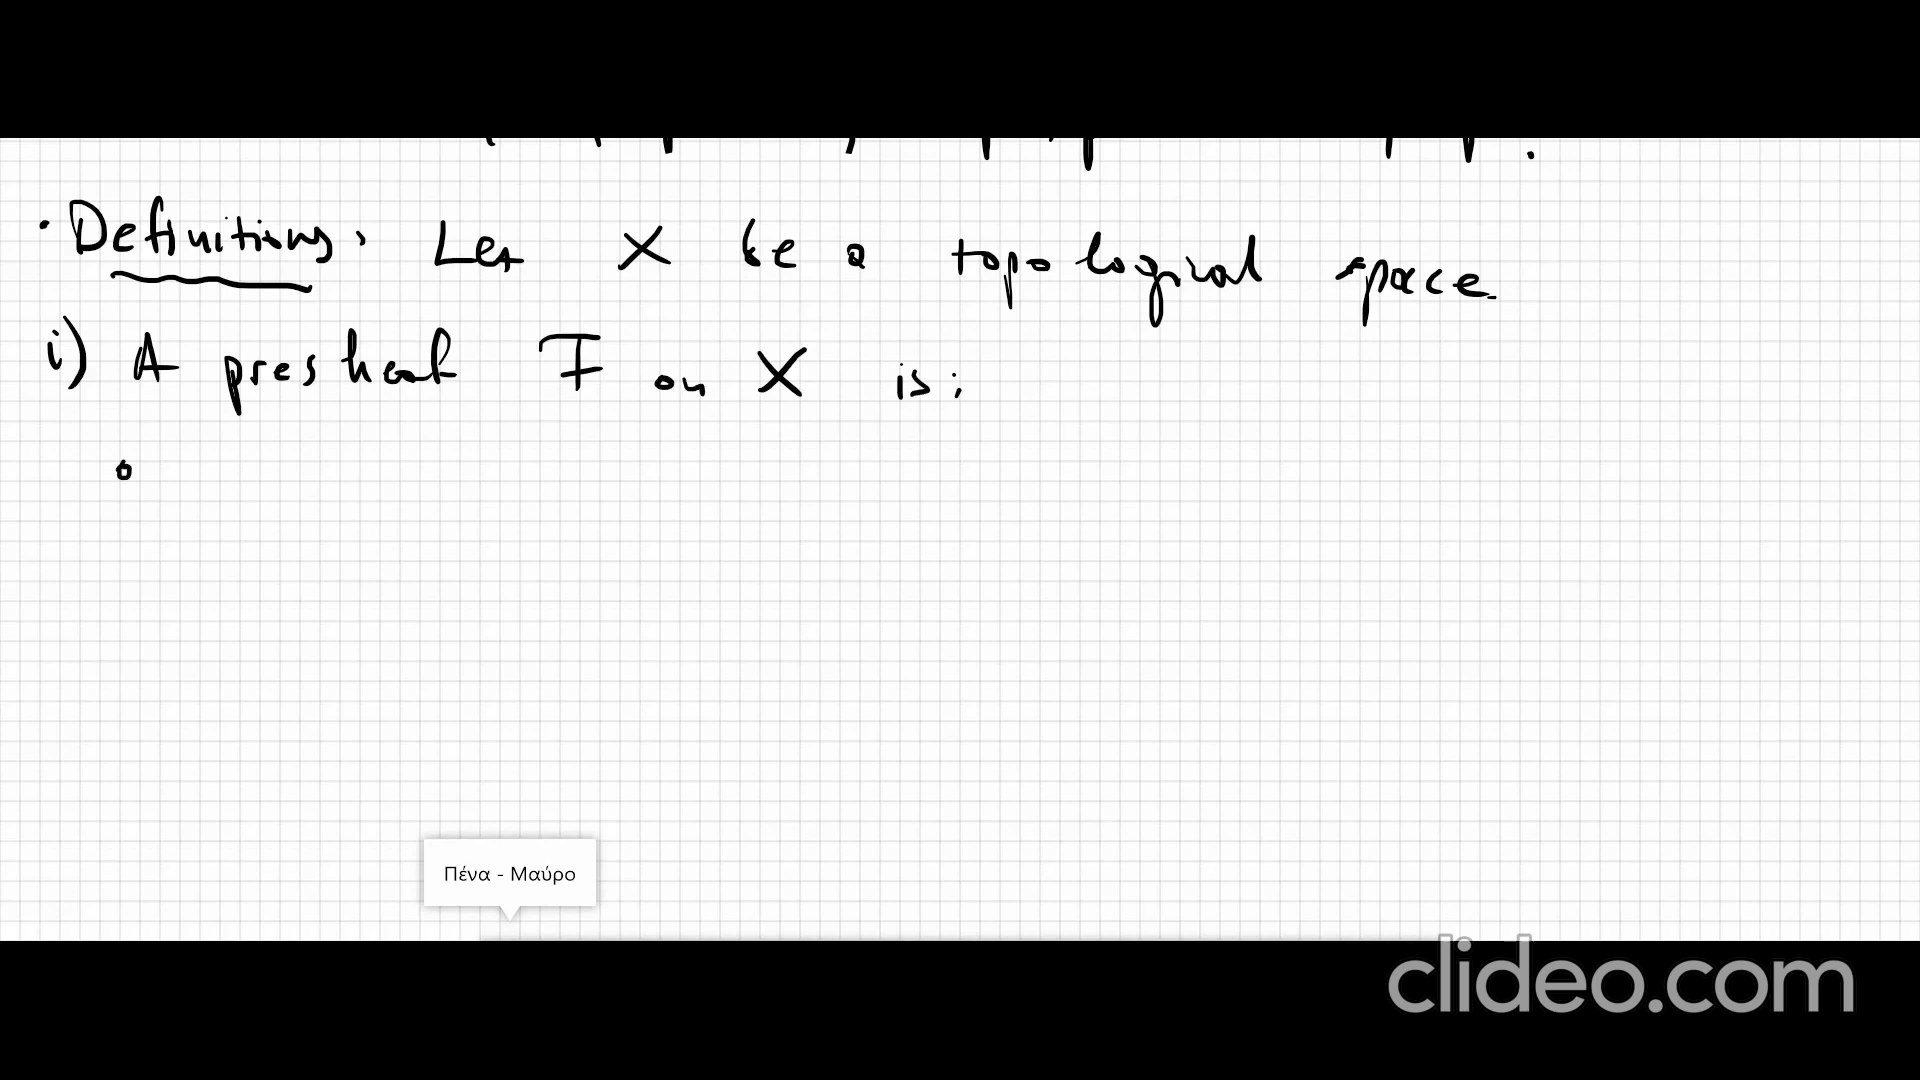 · Definitions. Let X be a topological space
i) A presheaf F on X is:
Πένα - Μαύρο
clideo.com